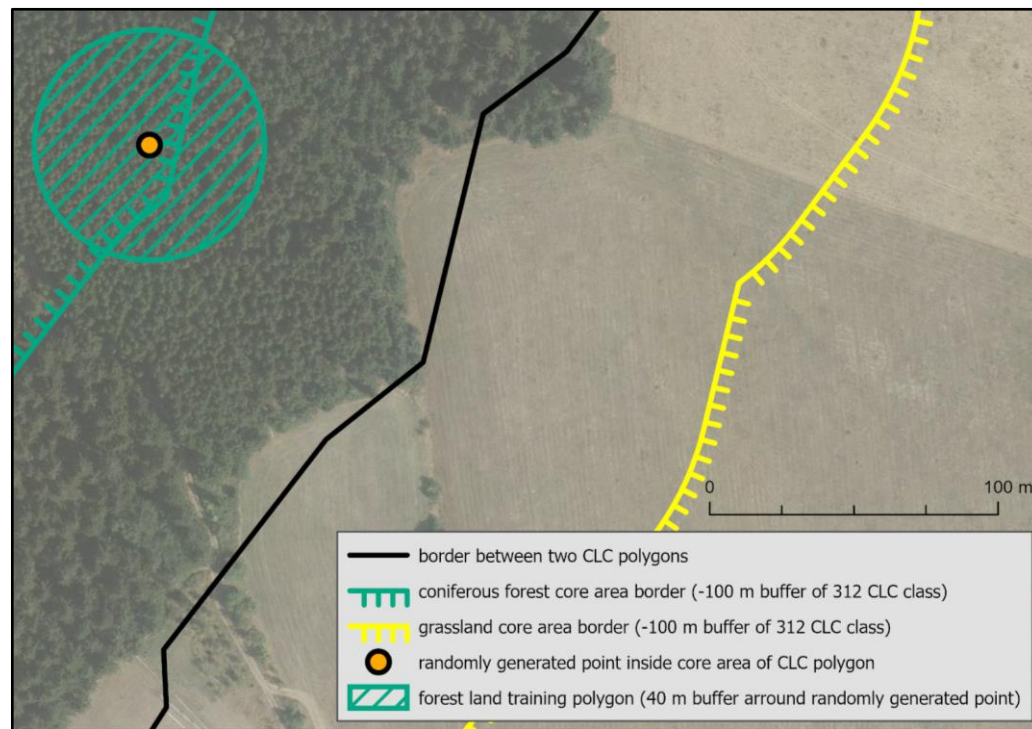 0 100 m
border between two CLC polygons
coniferous forest core area border (-100 m buffer of 312 CLC class)
grassland core area border (-100 m buffer of 312 CLC class)
randomly generated point inside core area of CLC polygon
forest land training polygon (40 m buffer arround randomly generated point)